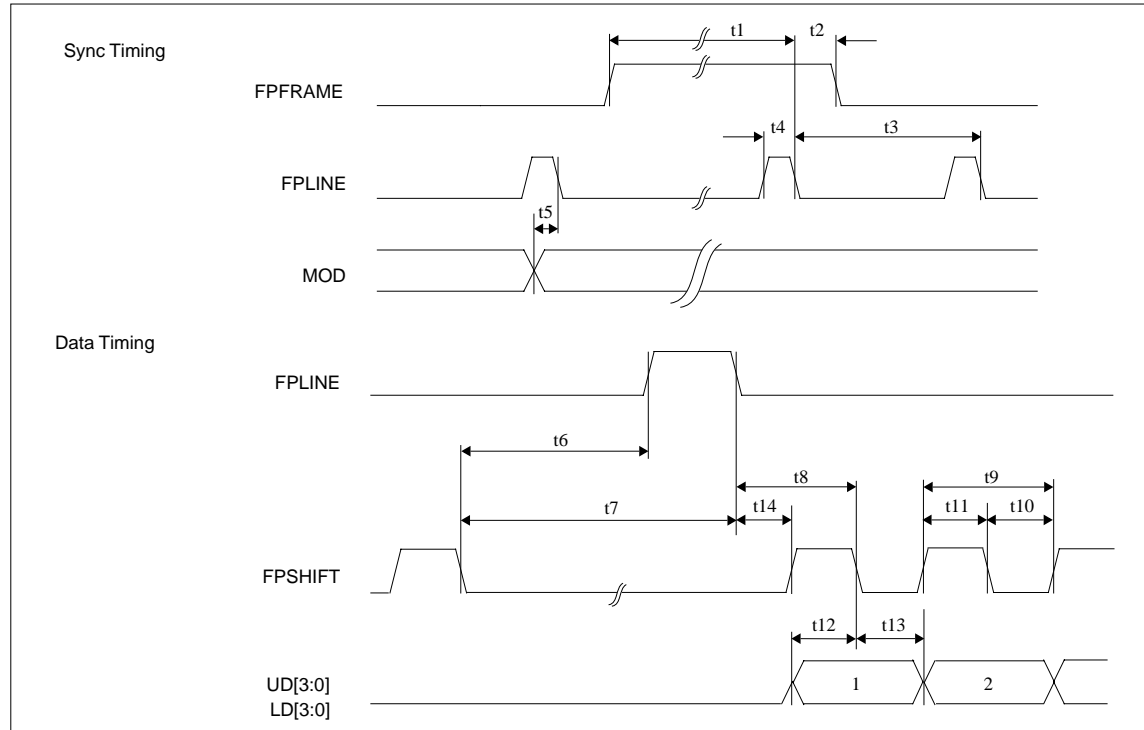 Sync Timing
t1
t2
FPFRAME
t4
t3
FPLINE
t5
MOD
Data Timing
FPLINE
t6
t8
t9
t7
t14
t11
t10
FPSHIFT
t12
t13
UD[3:0]
1
2
LD[3:0]